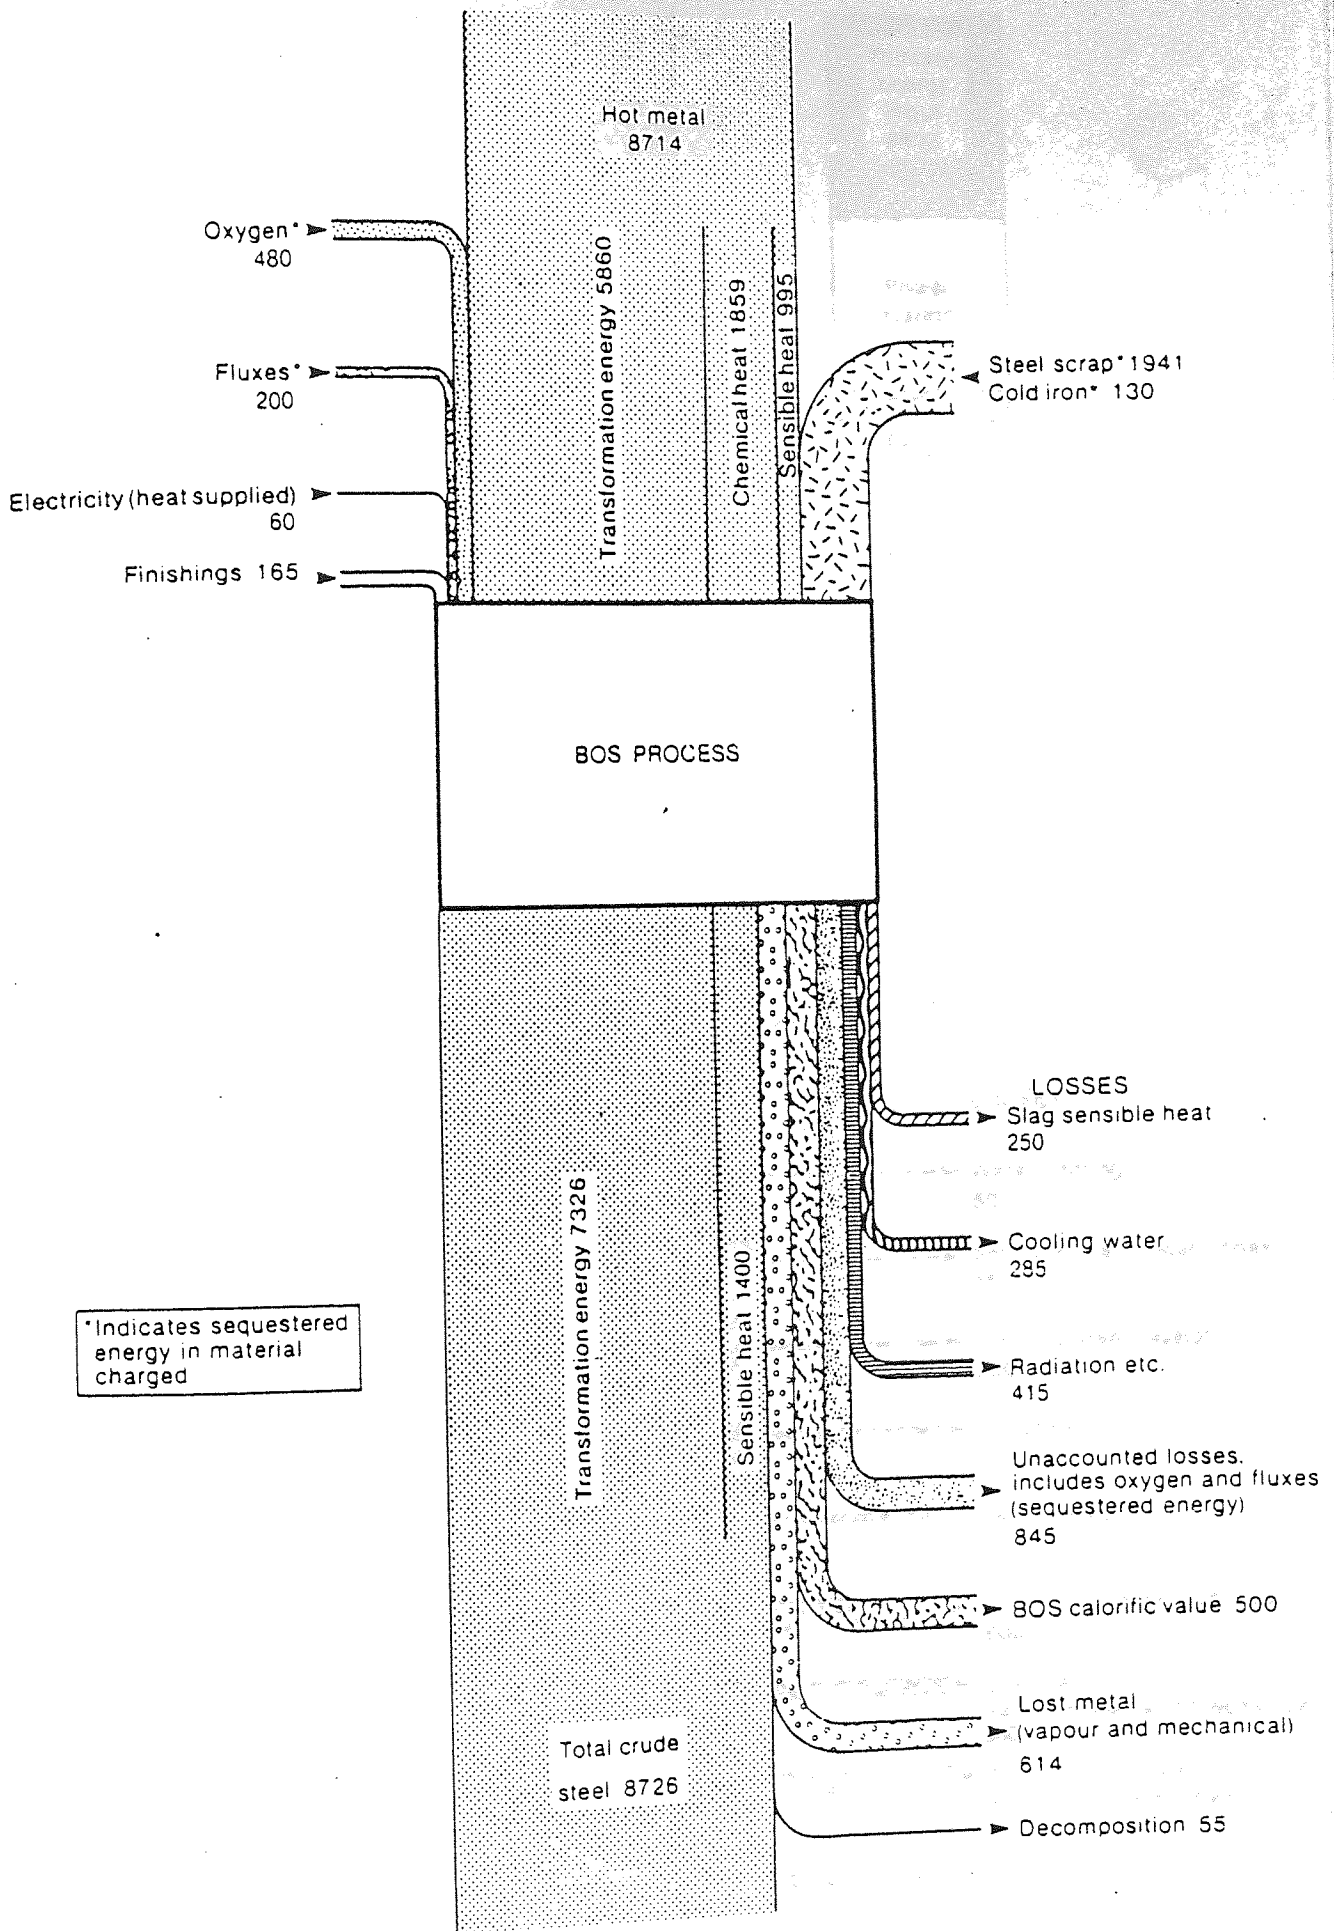 Hot metal
8714
Oxygen*
480
Transformation energy 5860
Chemical heat 1859
Sensible heat 995
Fluxes*
200
Steel scrap* 1941
Cold iron* 130
Electricity (heat supplied)
60
Finishings 165
BOS PROCESS
LOSSES
Slag sensible heat
250
Transformation energy 7326
Sensible heat 1400
Cooling water
285
*Indicates sequestered
energy in material
charged
Radiation etc.
415
Unaccounted losses.
includes oxygen and fluxes
(sequestered energy)
845
BOS calorific value 500
Lost metal
(vapour and mechanical)
614
Total crude
steel 8726
Decomposition 55